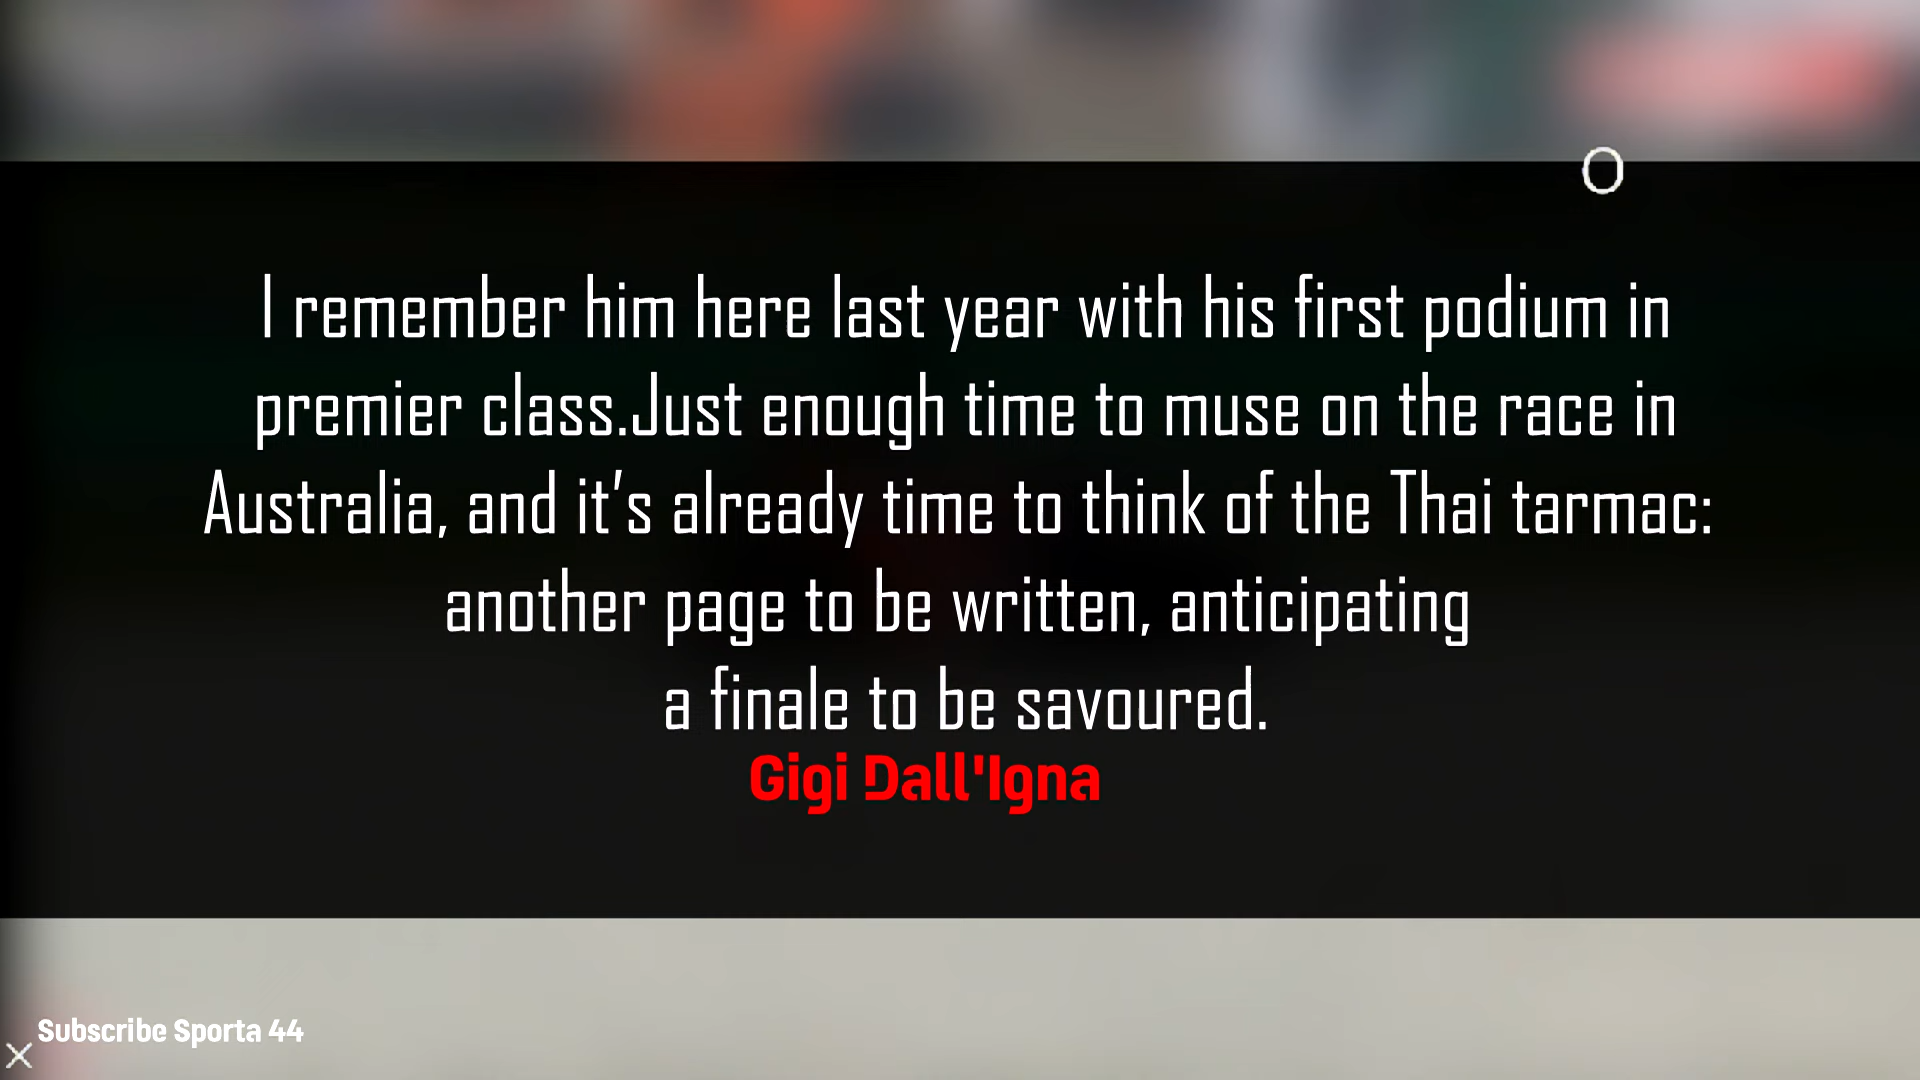 I remember him here last year with his first podium in
premier class.Just enough time to muse on the race in
Australia, and it’s already time to think of the Thai tarmac:
another page to be written, anticipating
a finale to be savoured.
Gigi Dall'Igna
Subscribe Sporta 44